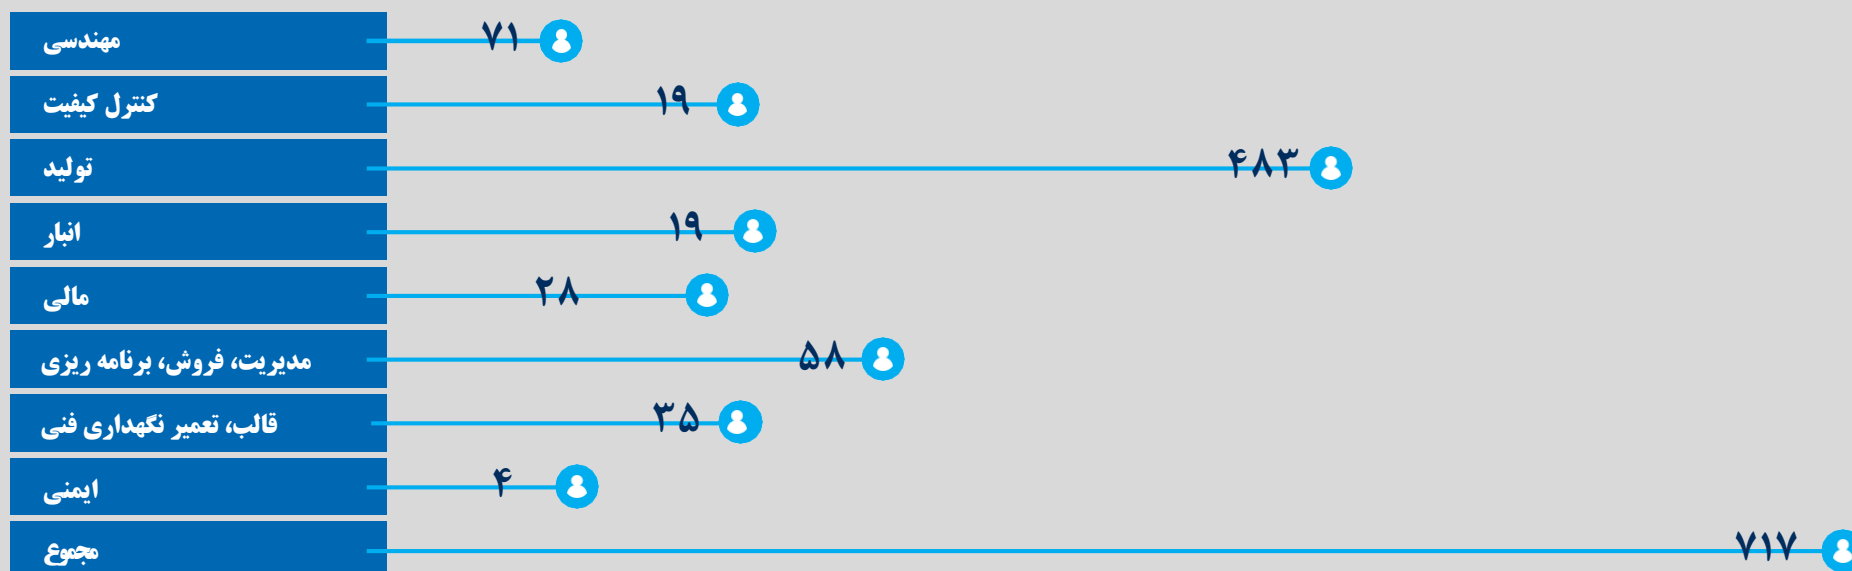 مهندسی ۷۱
کنترل کیفیت ۱۹
تولید ۴۸۳
انبار ۱۹
مالی ۲۸
مدیریت، فروش، برنامه ریزی ۵۸
قالب، تعمیر نگهداری فنی ۳۵
ایمنی ۴
مجموع ۷۱۷